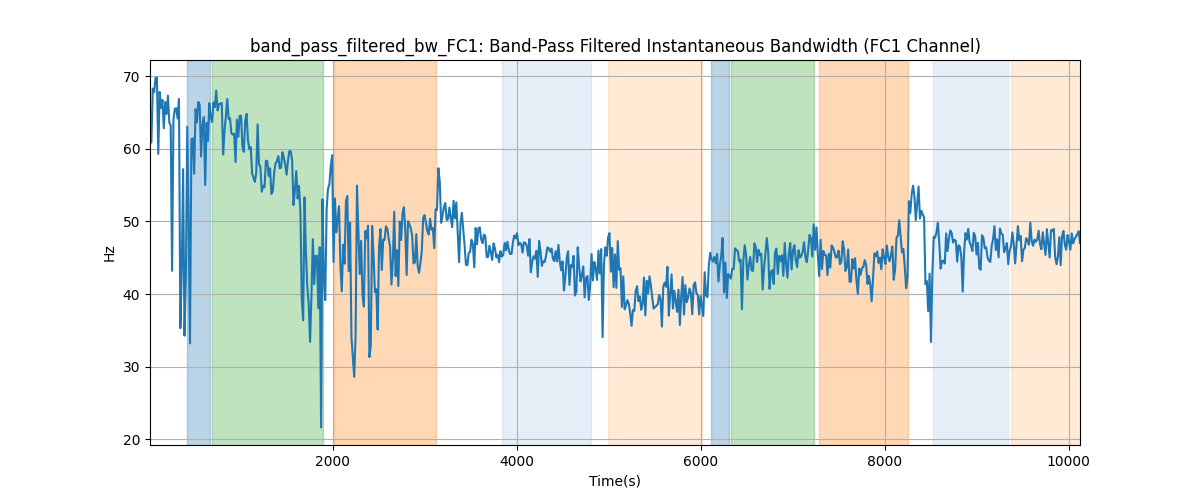 band_pass_filtered_bw_FC1: Band-Pass Filtered Instantaneous Bandwidth (FC1 Channel)
70
60
50
40
30
20
Hz
2000 4000 6000 8000 10000
Time(s)